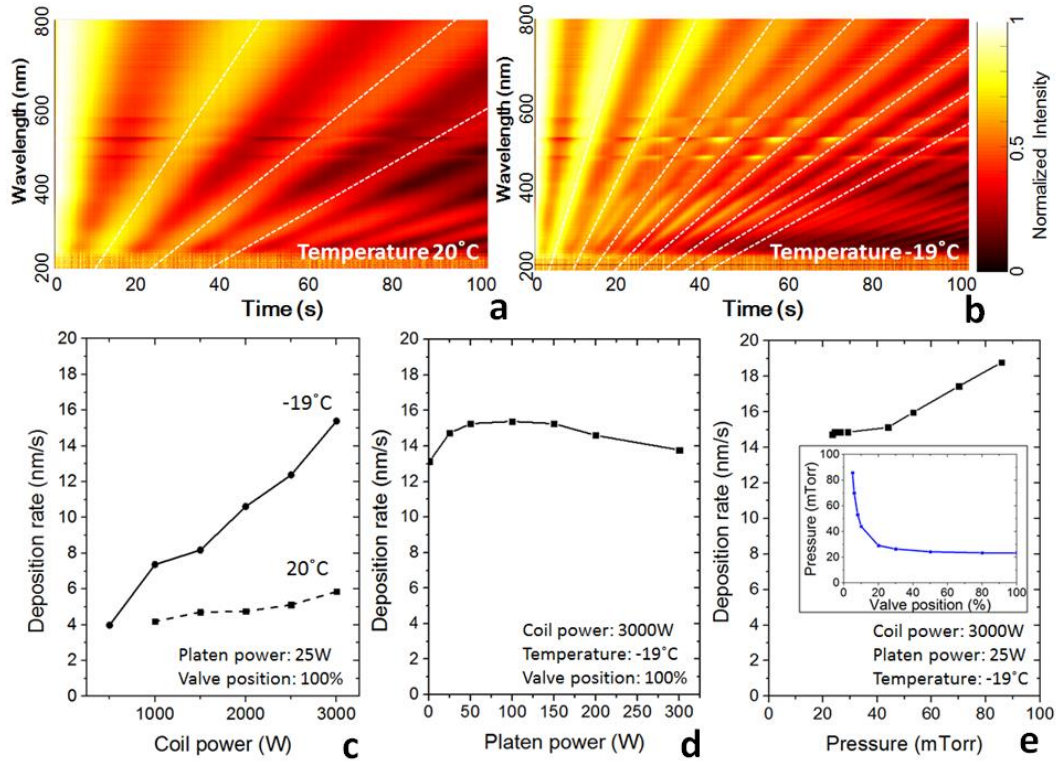 800
600
400
200
Wavelength (nm)
Temperature 20˚C
0 20 40 60 80 100
Time (s)
a
800
600
400
200
Wavelength (nm)
Temperature -19˚C
0 20 40 60 80 100
Time (s)
b
1
0.5
0
Normalized Intensity
20
18
16
14
12
10
8
6
4
2
0
Deposition rate (nm/s)
-19˚C
20˚C
Platen power: 25W
Valve position: 100%
1000 2000 3000
Coil power (W)
c
20
18
16
14
12
10
8
6
4
2
0
Deposition rate (nm/s)
Coil power: 3000W
Temperature: -19˚C
Valve position: 100%
0 50 100 150 200 250 300
Platen power (W)
d
20
18
16
14
12
10
8
6
4
2
0
Deposition rate (nm/s)
100
80
60
40
20
0
Pressure (mTorr)
0 20 40 60 80 100
Valve position (%)
Coil power: 3000W
Platen power: 25W
Temperature: -19˚C
0 20 40 60 80 100
Pressure (mTorr)
e